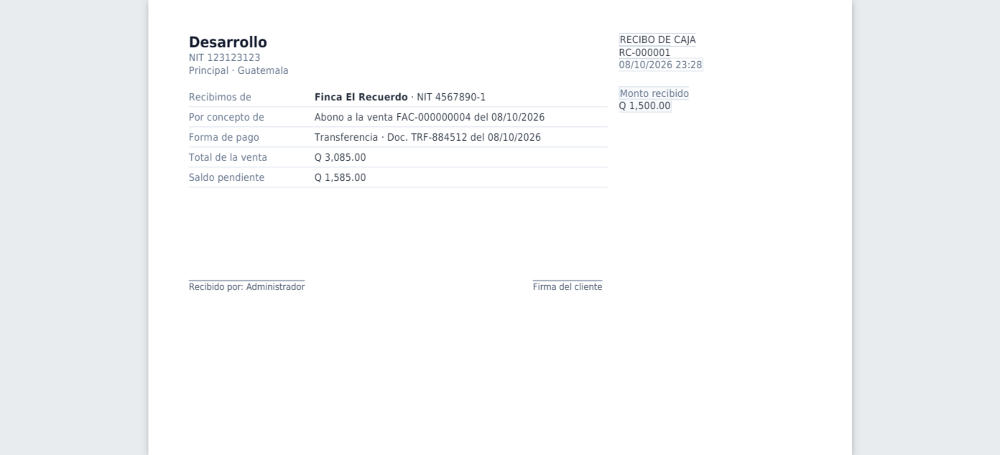 Desarrollo
NIT 123123123
Principal · Guatemala
RECIBO DE CAJA
RC-000001
08/10/2026 23:28
Recibimos de Finca El Recuerdo · NIT 4567890-1
Por concepto de Abono a la venta FAC-000000004 del 08/10/2026
Forma de pago Transferencia · Doc. TRF-884512 del 08/10/2026
Total de la venta Q 3,085.00
Saldo pendiente Q 1,585.00
Monto recibido
Q 1,500.00
Recibido por: Administrador
Firma del cliente